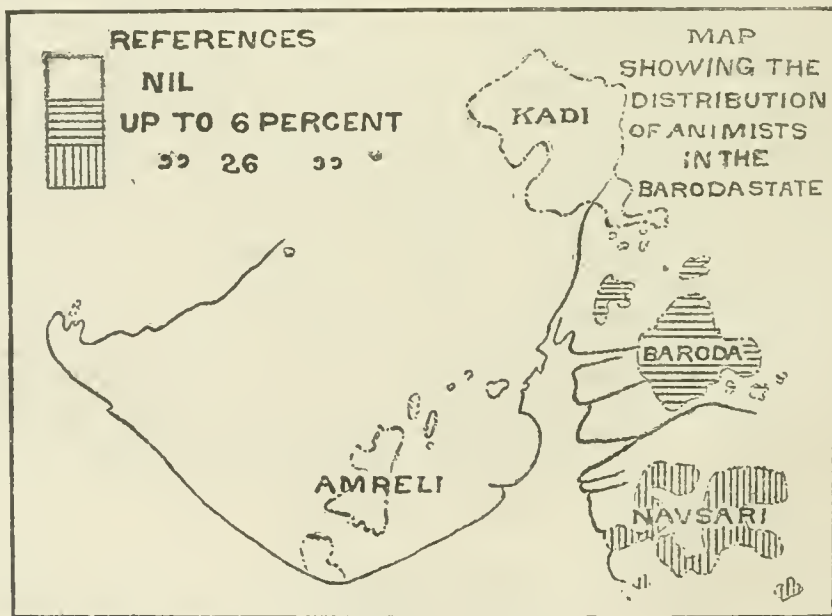 REFERENCES
NIL
UP TO 6 PERCENT
,, 26 ,, ,,
MAP
SHOWING THE
DISTRIBUTION
OF ANIMISTS
IN THE
BARODA STATE
KADI
BARODA
AMRELI
NAVSARI